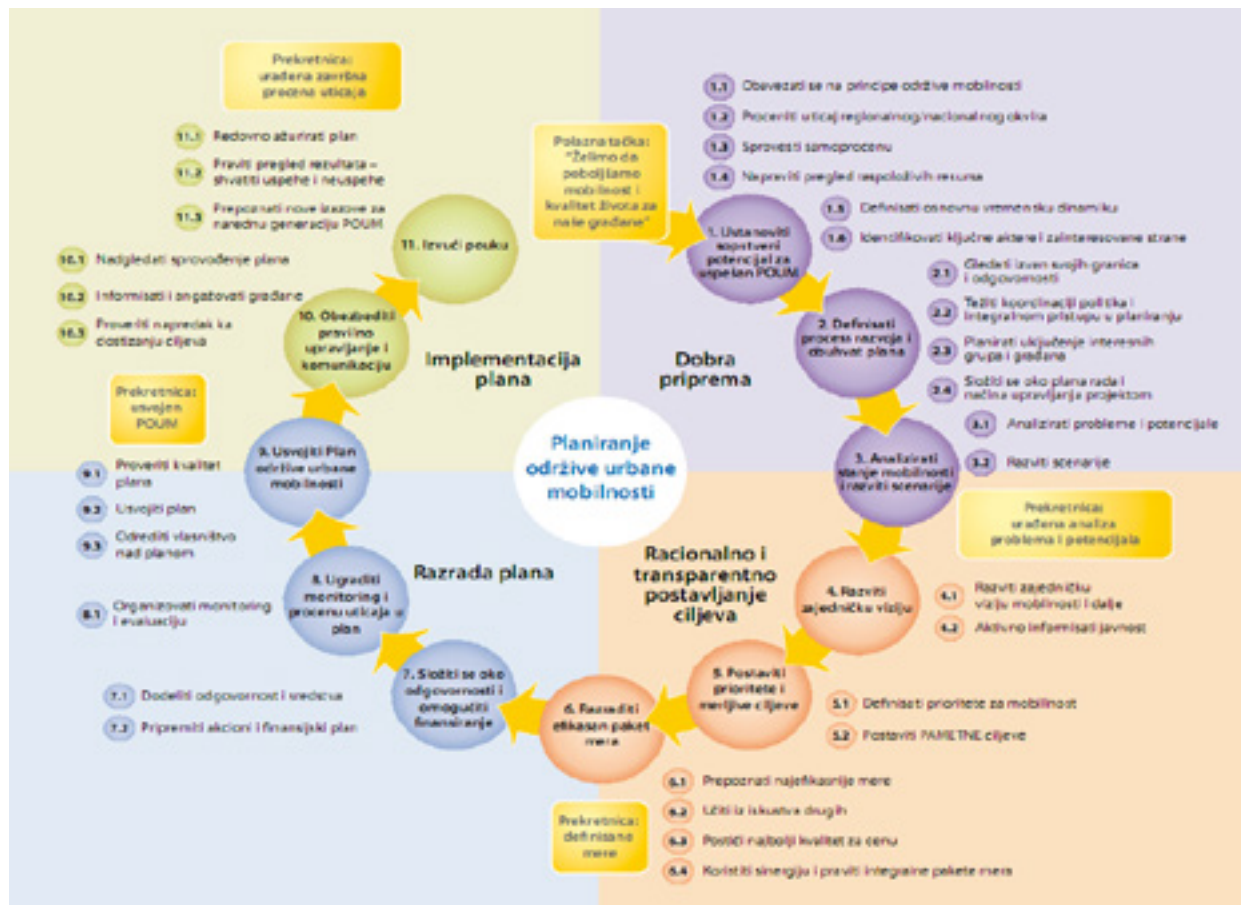 Prekretnica:
urađena završna
procena uticaja
11.1 Redovno ažurirati plan
11.2 Praviti pregled rezultata –
shvatiti uspehe i neuspehe
11.3 Prepoznati nove izazove za
narednu generaciju POUM
10.1 Nadgledati sprovođenje plana
10.2 Informisati i angažovati građane
10.3 Proveriti napredak ka
dostizanju ciljeva
11. Izvući pouku
10. Obezbediti
pravilno
upravljanje i
komunikaciju
Implementacija
plana
Polazna tačka:
"Želimo da
poboljšamo
mobilnost i
kvalitet života za
naše građane"
1.1 Obavezati se na principe održive mobilnosti
1.2 Proceniti uticaj regionalnog/nacionalnog okvira
1.3 Sprovesti samoprocenu
1.4 Napraviti pregled raspoloživih resursa
1.5 Definisati osnovnu vremensku dinamiku
1.6 Identifikovati ključne aktere i zainteresovane strane
1. Ustanoviti
sopstveni
potencijal za
uspešan POUM
2.1 Gledati izvan svojih granica
i odgovornosti
2.2 Težiti koordinaciji politika i
integralnom pristupu u planiranju
2.3 Planirati uključenje interesnih
grupa i građana
2.4 Složiti se oko plana rada i
načina upravljanja projektom
2. Definisati
proces razvoja i
obuhvat plana
Dobra
priprema
3.1 Analizirati probleme i potencijale
3.2 Razviti scenarije
3. Analizirati
stanje mobilnosti
i razviti scenarije
Prekretnica:
urađena analiza
problema i potencijala
Planiranje
održive urbane
mobilnosti
Prekretnica:
usvojen
POUM
9. Usvojiti Plan
održive urbane
mobilnosti
9.1 Proveriti kvalitet
plana
9.2 Usvojiti plan
9.3 Odrediti vlasništvo
nad planom
8. Ugraditi
monitoring i
procenu uticaja u
plan
8.1 Organizovati monitoring
i evaluaciju
Razrada plana
7. Složiti se oko
odgovornosti i
omogućiti
finansiranje
7.1 Dodeliti odgovornost i sredstva
7.2 Pripremiti akcioni i finansijski plan
Racionalno i
transparentno
postavljanje
ciljeva
4. Razviti
zajedničku viziju
4.1 Razviti zajedničku
viziju mobilnosti i dalje
4.2 Aktivno informisati javnost
5. Postaviti
prioritete i
merljive ciljeve
5.1 Definisati prioritete za mobilnost
5.2 Postaviti PAMETNE ciljeve
6. Razraditi
efikasan paket
mera
6.1 Prepoznati najefikasnije mere
6.2 Učiti iz iskustva drugih
6.3 Postići najbolji kvalitet za cenu
6.4 Koristiti sinergiju i praviti integralne pakete mera
Prekretnica:
definisane
mere